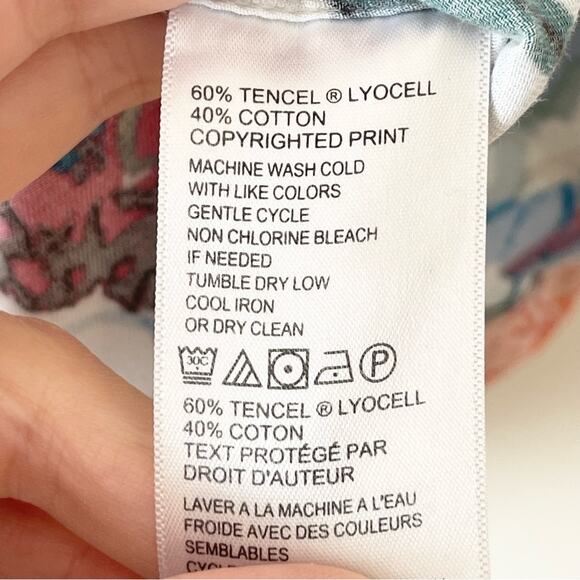 60% TENCEL ® LYOCELL
40% COTTON
COPYRIGHTED PRINT
MACHINE WASH COLD
WITH LIKE COLORS
GENTLE CYCLE
NON CHLORINE BLEACH
IF NEEDED
TUMBLE DRY LOW
COOL IRON
OR DRY CLEAN
30C P
60% TENCEL ® LYOCELL
40% COTON
TEXT PROTÉGÉ PAR
DROIT D'AUTEUR
LAVER A LA MACHINE A L'EAU
FROIDE AVEC DES COULEURS
SEMBLABLES